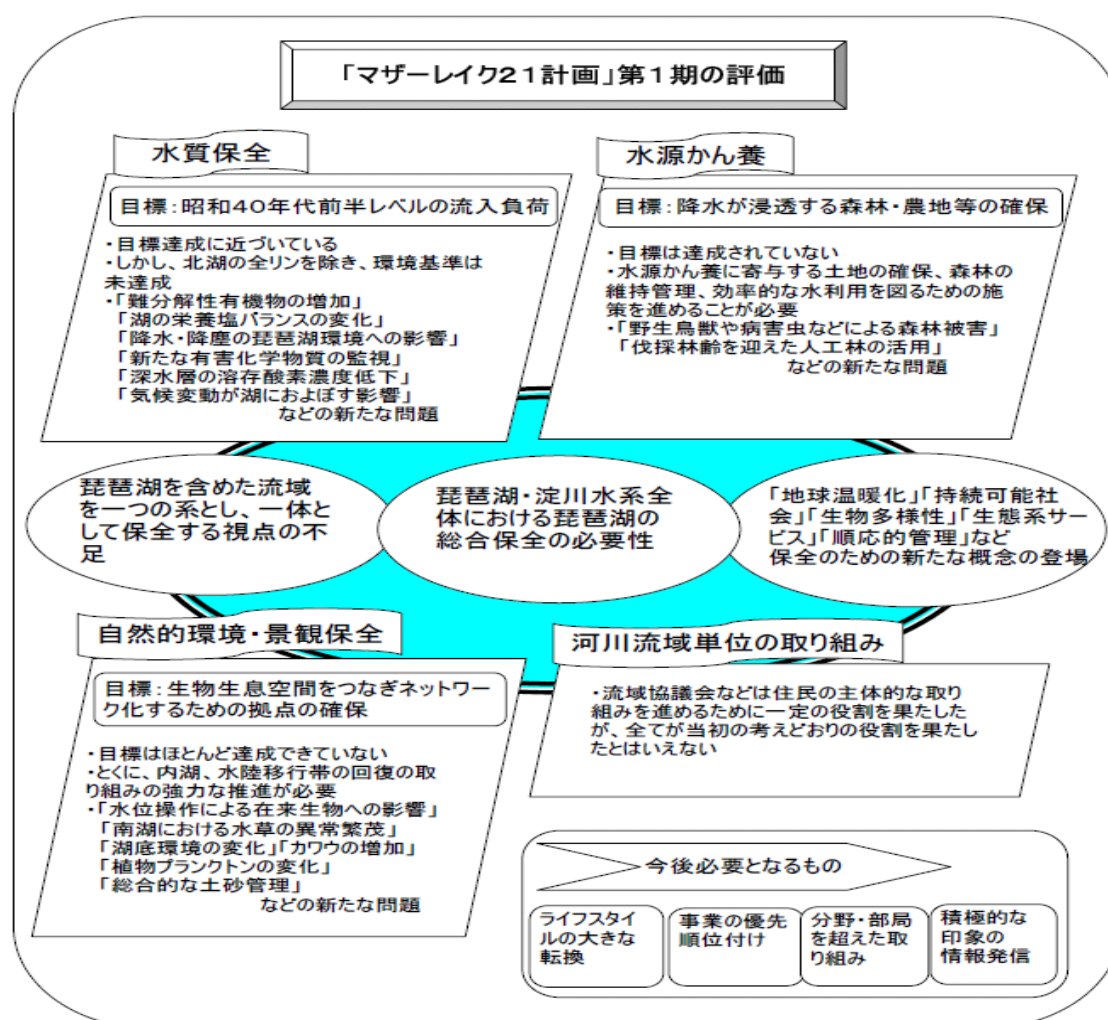 「マザーレイク２１計画」第１期の評価
水質保全
目標：昭和４０年代前半レベルの流入負荷
・目標達成に近づいている
・しかし、北湖の全リンを除き、環境基準は
未達成
・「難分解性有機物の増加」
「湖の栄養塩バランスの変化」
「降水・降塵の琵琶湖環境への影響」
「新たな有害化学物質の監視」
「深水層の溶存酸素濃度低下」
「気候変動が湖におよぼす影響」
などの新たな問題
水源かん養
目標：降水が浸透する森林・農地等の確保
・目標は達成されていない
・水源かん養に寄与する土地の確保、森林の
維持管理、効率的な水利用を図るための施
策を進めることが必要
・「野生鳥獣や病害虫などによる森林被害」
「伐採林齢を迎えた人工林の活用」
などの新たな問題
琵琶湖を含めた流域
を一つの系とし、一体
として保全する視点の不
足
琵琶湖・淀川水系全
体における琵琶湖の
総合保全の必要性
「地球温暖化」「持続可能社
会」「生物多様性」「生態系サー
ビス」「順応的管理」など
保全のための新たな概念の登場
自然的環境・景観保全
目標：生物生息空間をつなぎネットワー
ク化するための拠点の確保
・目標はほとんど達成できていない
・とくに、内湖、水陸移行帯の回復の取
り組みの強力な推進が必要
・「水位操作による在来生物への影響」
「南湖における水草の異常繁茂」
「湖底環境の変化」「カワウの増加」
「植物プランクトンの変化」
「総合的な土砂管理」
などの新たな問題
河川流域単位の取り組み
・流域協議会などは住民の主体的な取り
組みを進めるために一定の役割を果たした
が、全てが当初の考えどおりの役割を果たし
たとはいえない
今後必要となるもの
ライフスタイ
ルの大きな
転換
事業の優先
順位付け
分野・部局
を超えた取
り組み
積極的な
印象の
情報発信